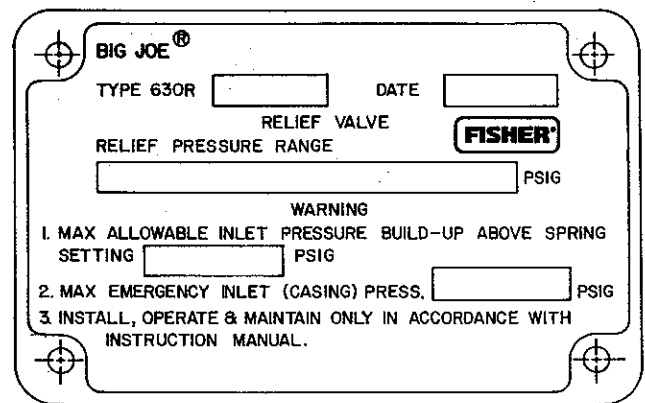 BIG JOE®
TYPE 630R DATE
RELIEF VALVE
FISHER®
RELIEF PRESSURE RANGE
PSIG
WARNING
1. MAX ALLOWABLE INLET PRESSURE BUILD-UP ABOVE SPRING
SETTING PSIG
2. MAX EMERGENCY INLET (CASING) PRESS. PSIG
3. INSTALL, OPERATE & MAINTAIN ONLY IN ACCORDANCE WITH
INSTRUCTION MANUAL.